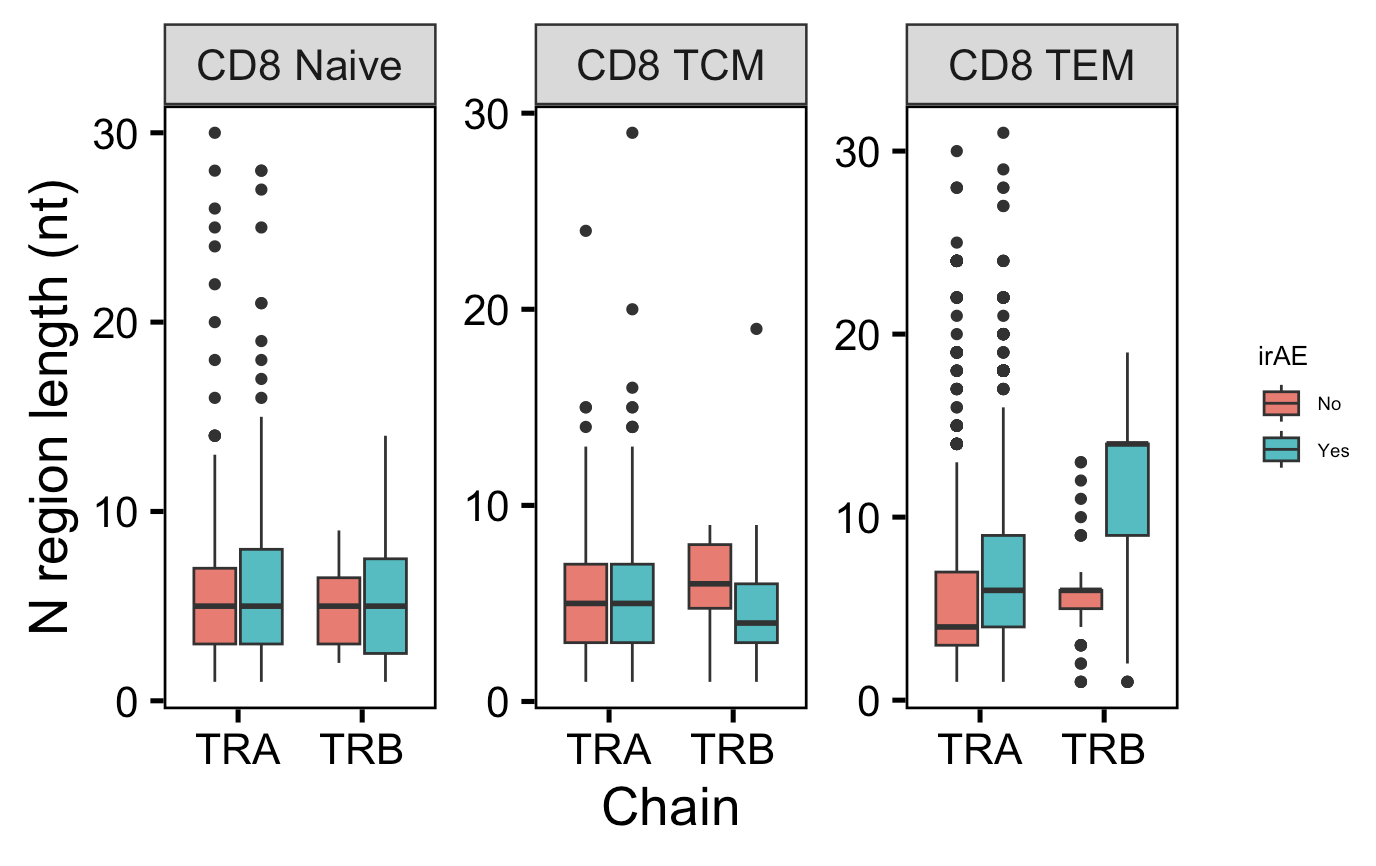 CD8 Naive
CD8 TCM
CD8 TEM
N region length (nt)
30
20
10
0
30
20
10
0
30
20
10
0
TRA TRB
TRA TRB
TRA TRB
Chain
irAE
No
Yes